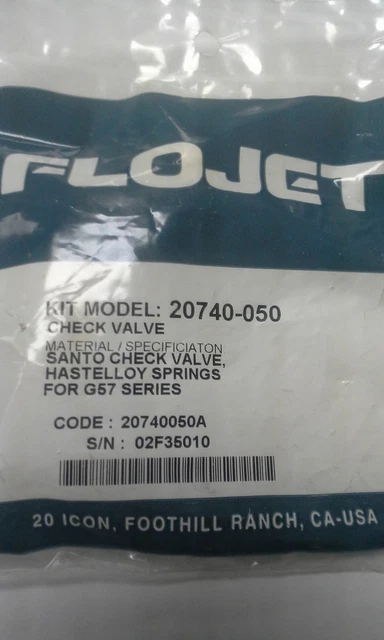 FLOJET
KIT MODEL: 20740-050
CHECK VALVE
MATERIAL / SPECIFICIATON
SANTO CHECK VALVE,
HASTELLOY SPRINGS
FOR G57 SERIES
CODE : 20740050A
S/N : 02F35010
20 ICON, FOOTHILL RANCH, CA-USA